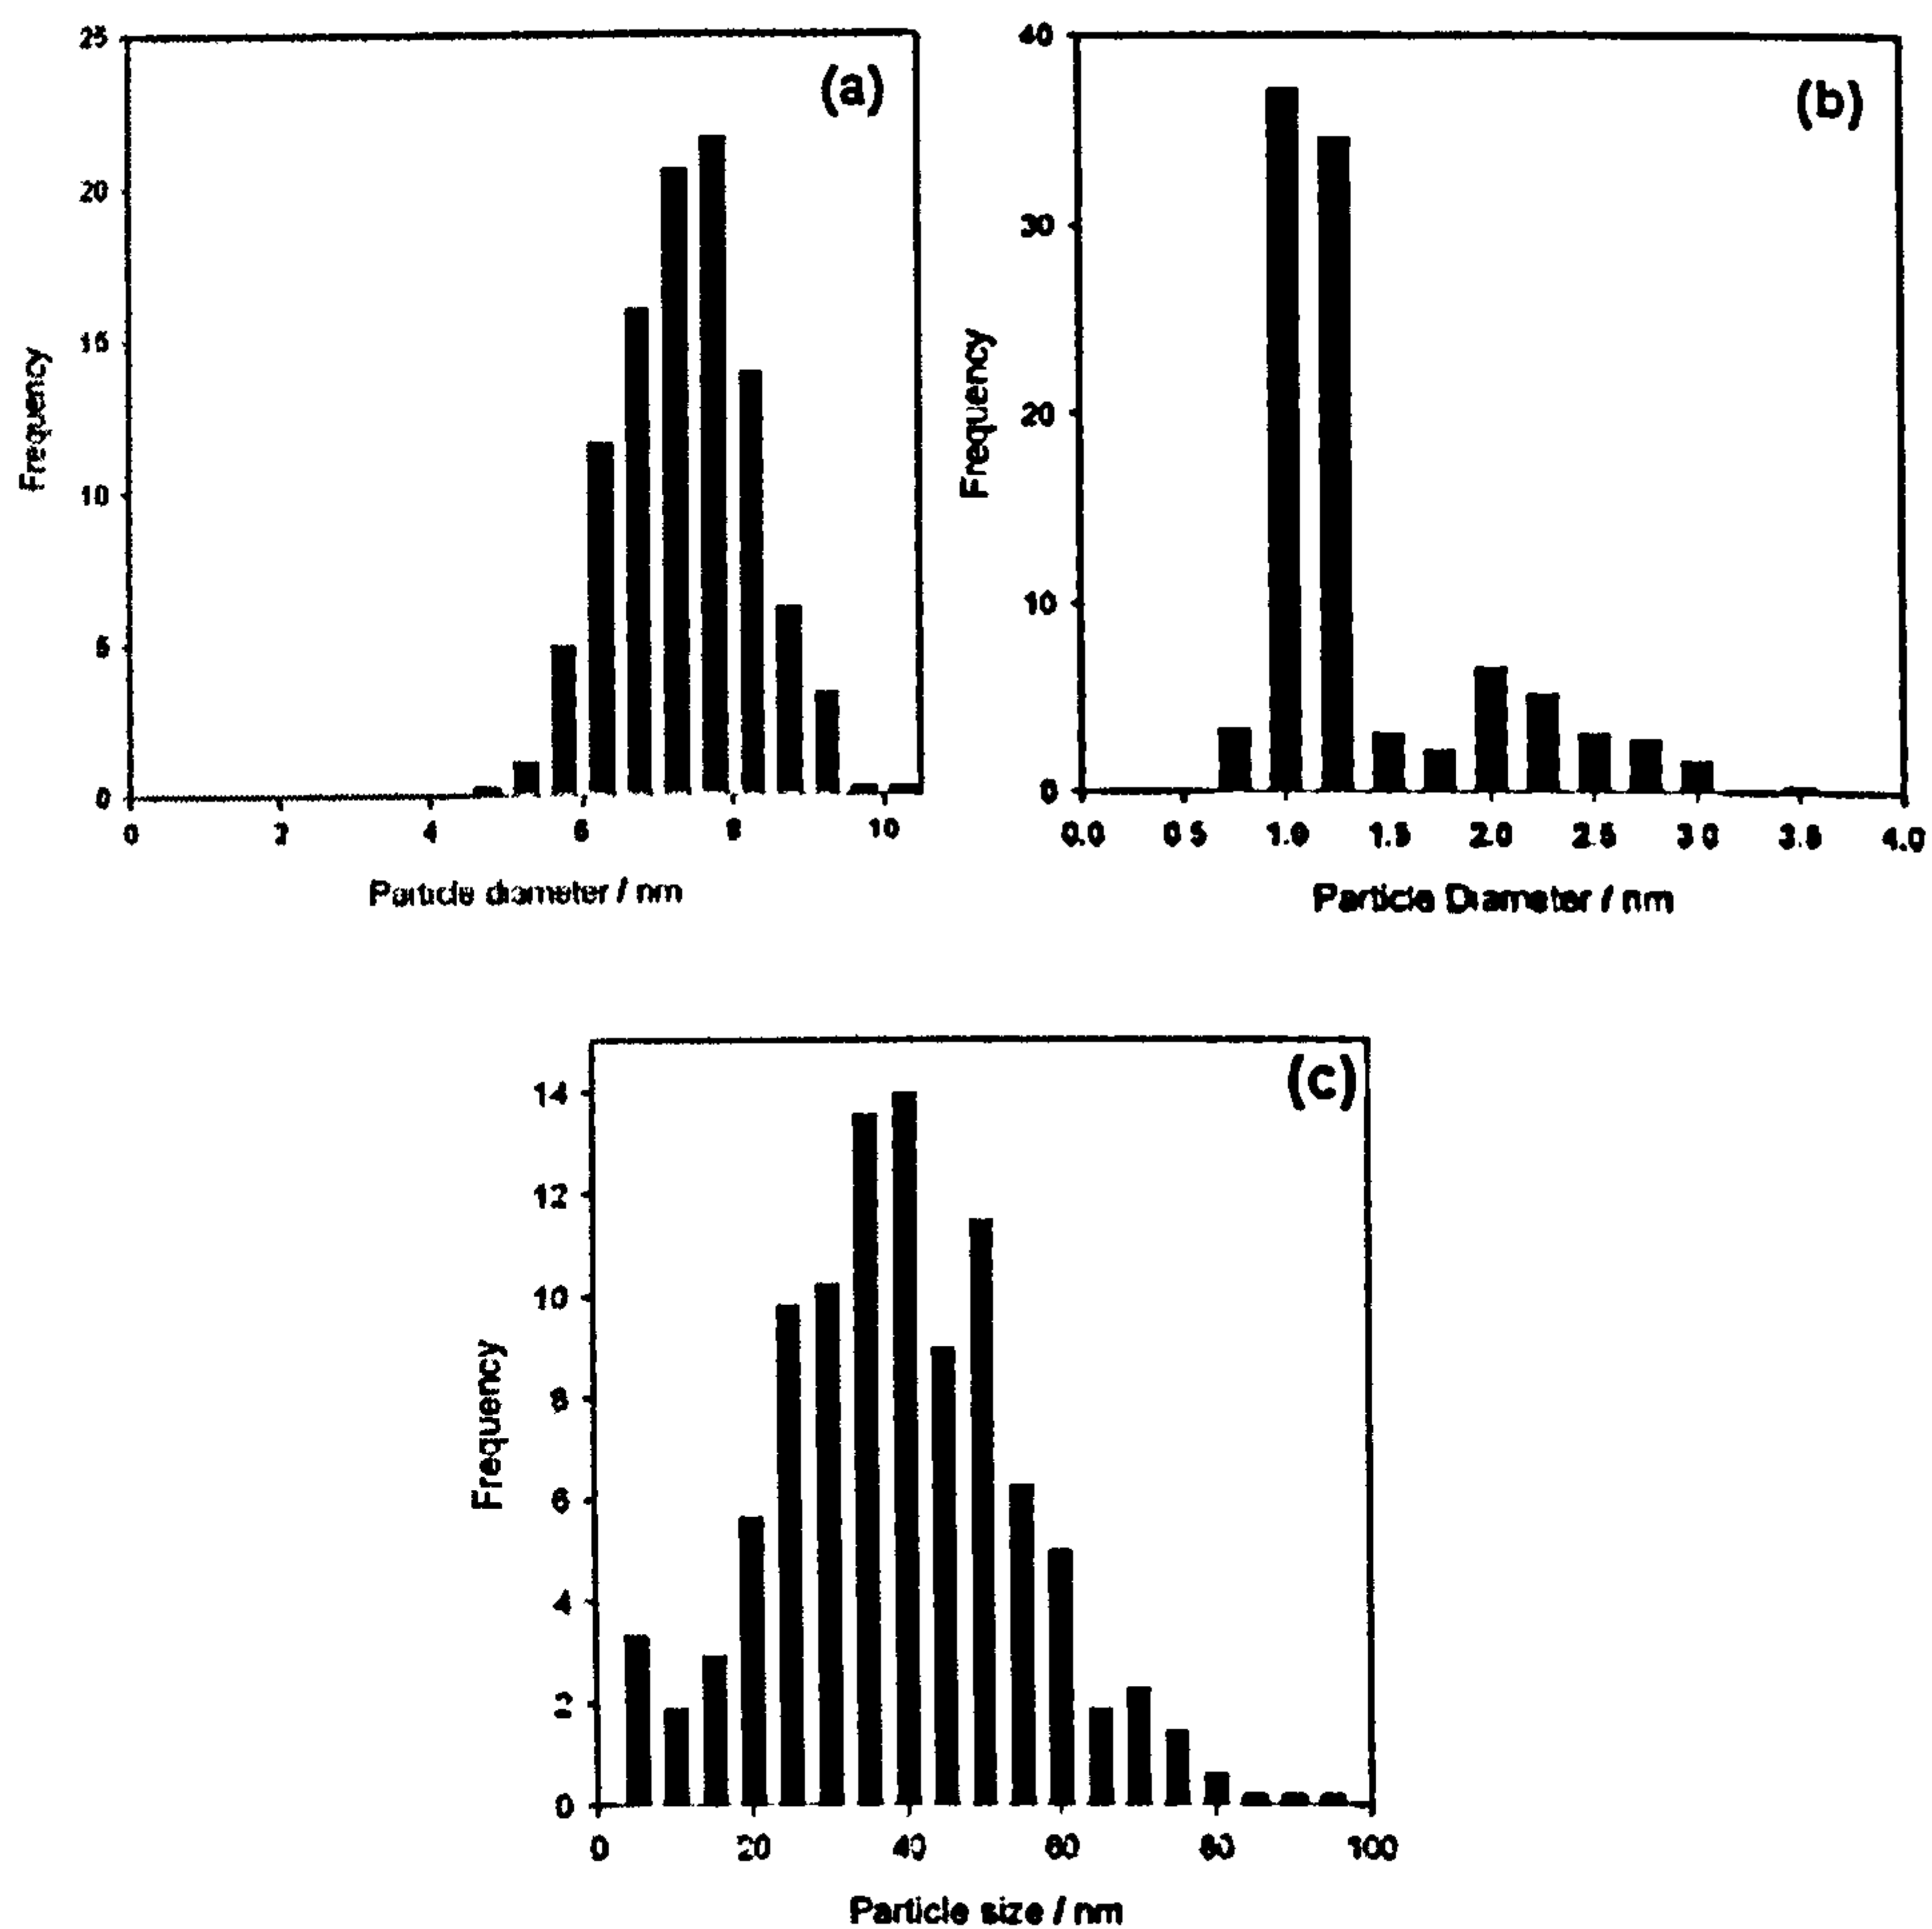 (a)
25
20
15
10
5
0
Frequency
0 2 4 6 8 10
Particle diameter / nm
(b)
40
30
20
10
0
Frequency
0.0 0.5 1.0 1.5 2.0 2.5 3.0 3.5 4.0
Particle Diameter / nm
(c)
14
12
10
8
6
4
2
0
Frequency
0 20 40 60 80 100
Particle size / nm